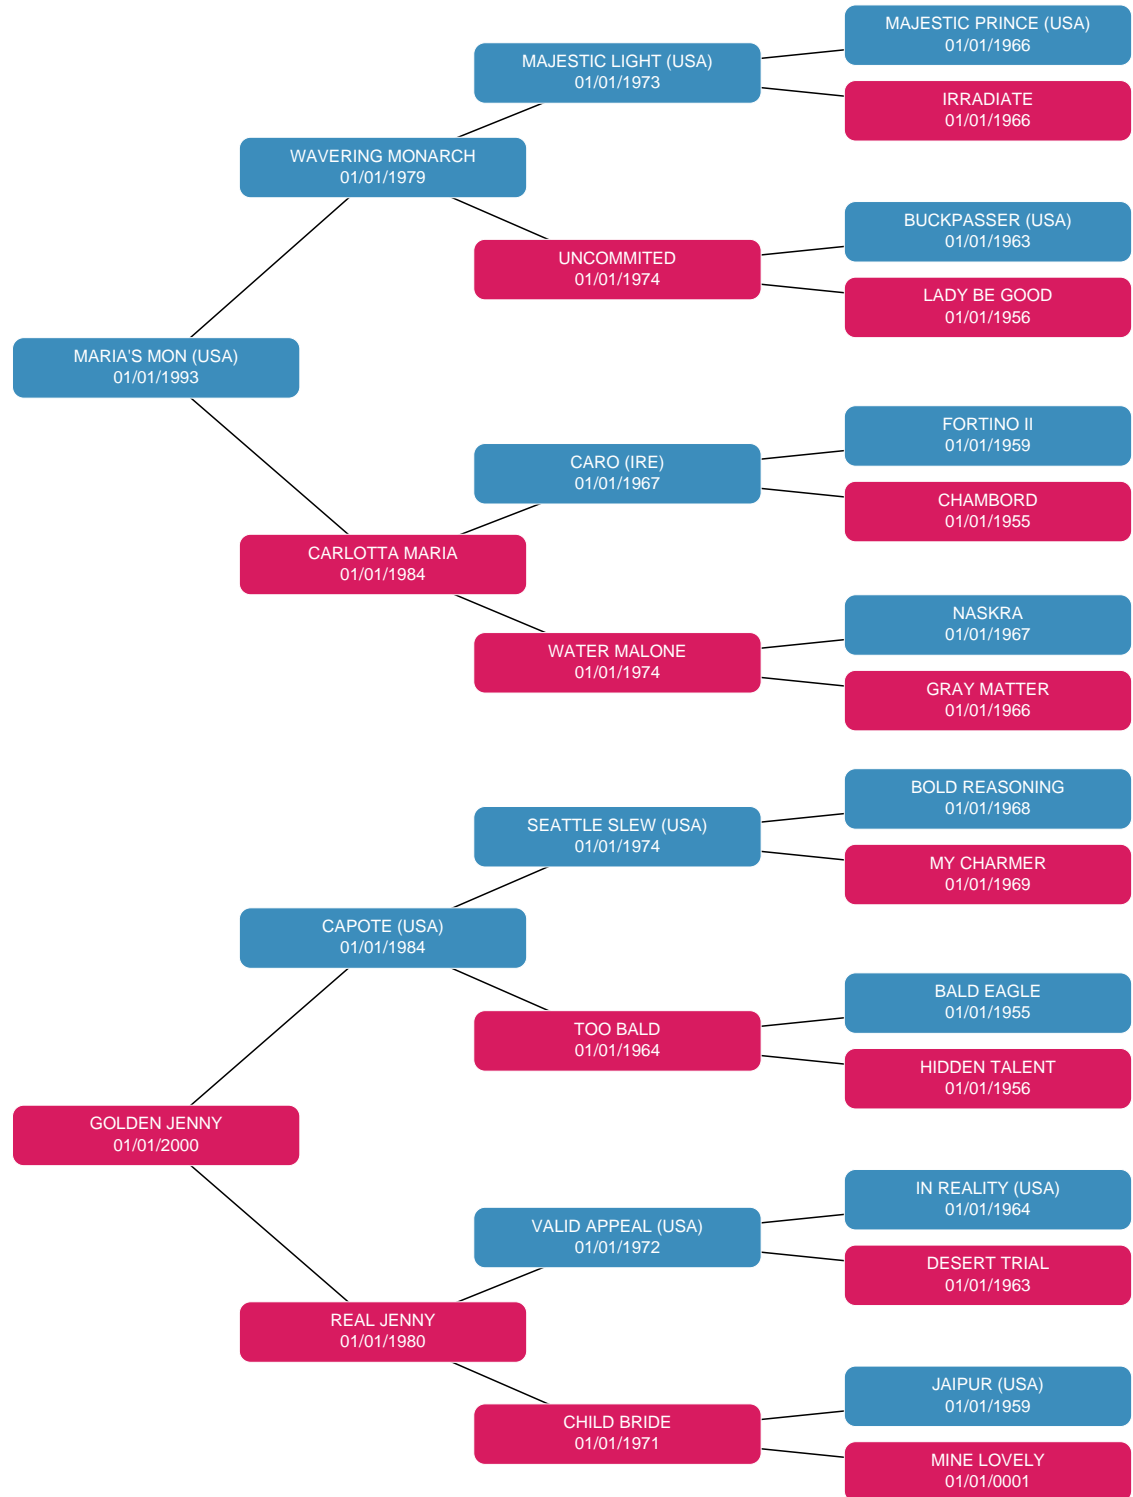 MAJESTIC PRINCE (USA)
01/01/1966
MAJESTIC LIGHT (USA)
01/01/1973
IRRADIATE
01/01/1966
WAVERING MONARCH
01/01/1979
BUCKPASSER (USA)
01/01/1963
UNCOMMITED
01/01/1974
LADY BE GOOD
01/01/1956
MARIA'S MON (USA)
01/01/1993
FORTINO II
01/01/1959
CARO (IRE)
01/01/1967
CHAMBORD
01/01/1955
CARLOTTA MARIA
01/01/1984
NASKRA
01/01/1967
WATER MALONE
01/01/1974
GRAY MATTER
01/01/1966
BOLD REASONING
01/01/1968
SEATTLE SLEW (USA)
01/01/1974
MY CHARMER
01/01/1969
CAPOTE (USA)
01/01/1984
BALD EAGLE
01/01/1955
TOO BALD
01/01/1964
HIDDEN TALENT
01/01/1956
GOLDEN JENNY
01/01/2000
IN REALITY (USA)
01/01/1964
VALID APPEAL (USA)
01/01/1972
DESERT TRIAL
01/01/1963
REAL JENNY
01/01/1980
JAIPUR (USA)
01/01/1959
CHILD BRIDE
01/01/1971
MINE LOVELY
01/01/0001